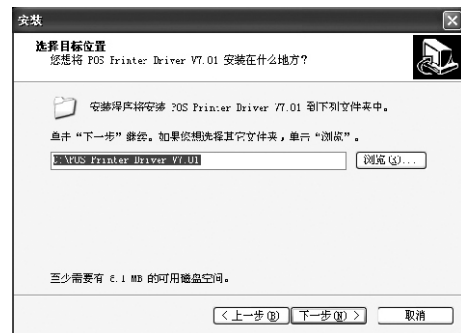 安装
选择目标位置
您想将 POS Printer Driver V7.01 安装在什么地方?
安装程序将安装 POS Printer Driver V7.01 到下列文件夹中。
单击“下一步”继续。如果您想选择其它文件夹,单击“浏览”。
C:\POS Printer Driver V7.01
浏览(R)...
至少需要有 6.1 MB 的可用磁盘空间。
<上一步(B) 下一步(N)> 取消